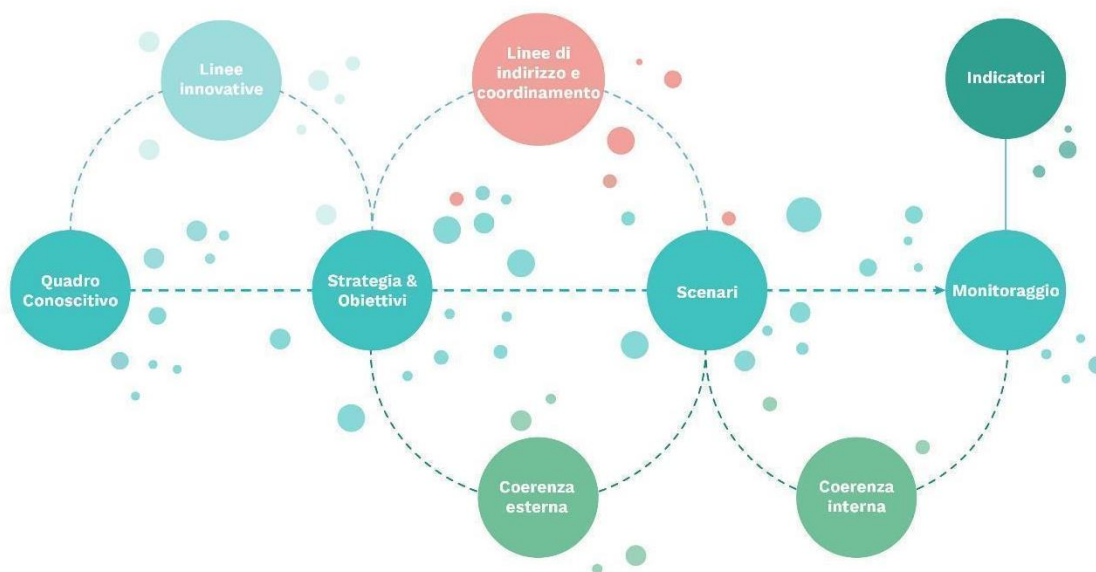 Linee
innovative
Linee di
indirizzo e
coordinamento
Indicatori
Quadro
Conoscitivo
Strategia &
Obiettivi
Scenari
Monitoraggio
Coerenza
esterna
Coerenza
interna